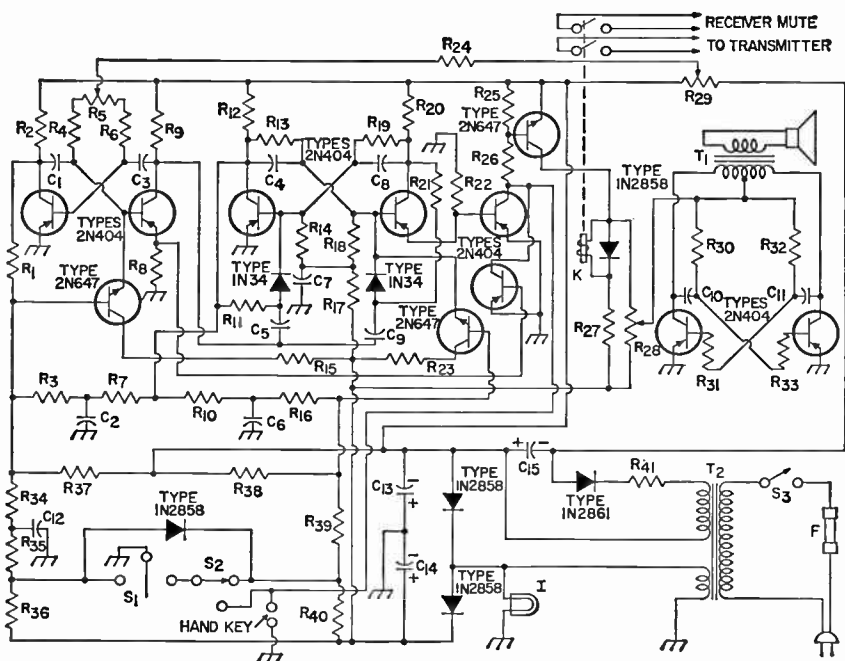 RECEIVER MUTE
TO TRANSMITTER
R24
R29
R2
R4
R5
R6
R9
R12
R13
TYPES
2N404
R19
R20
R25
TYPE
2N647
R26
C1
C3
C4
C8
R21
R22
T1
TYPE
1N2858
TYPES
2N404
R1
R8
TYPE
2N647
R14
R18
TYPE
1N34
C7
TYPE
1N34
R17
TYPES
2N404
K
R30
R32
C10
C11
TYPES
2N404
R11
C5
C9
TYPE
2N647
R27
R28
R31
R33
R15
R23
R3
R7
R10
R16
C2
C6
R37
R38
C15
+ −
TYPE
1N2858
TYPE
1N2861
R41
T2
S3
F
R34
C12
R35
TYPE
1N2858
C13
−
+
R39
S1
S2
C14
−
+
TYPE
1N2858
I
R36
HAND KEY
R40